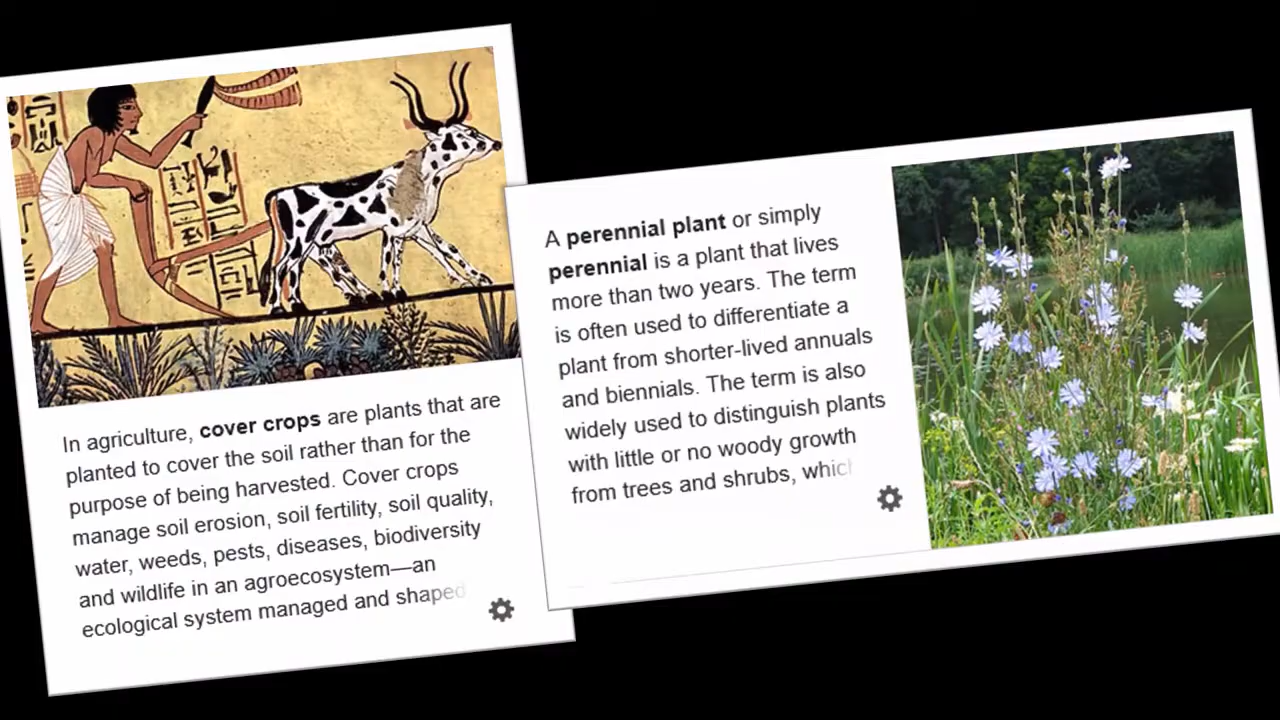 In agriculture, cover crops are plants that are
planted to cover the soil rather than for the
purpose of being harvested. Cover crops
manage soil erosion, soil fertility, soil quality,
water, weeds, pests, diseases, biodiversity
and wildlife in an agroecosystem—an
ecological system managed and shaped
A perennial plant or simply
perennial is a plant that lives
more than two years. The term
is often used to differentiate a
plant from shorter-lived annuals
and biennials. The term is also
widely used to distinguish plants
with little or no woody growth
from trees and shrubs, whic